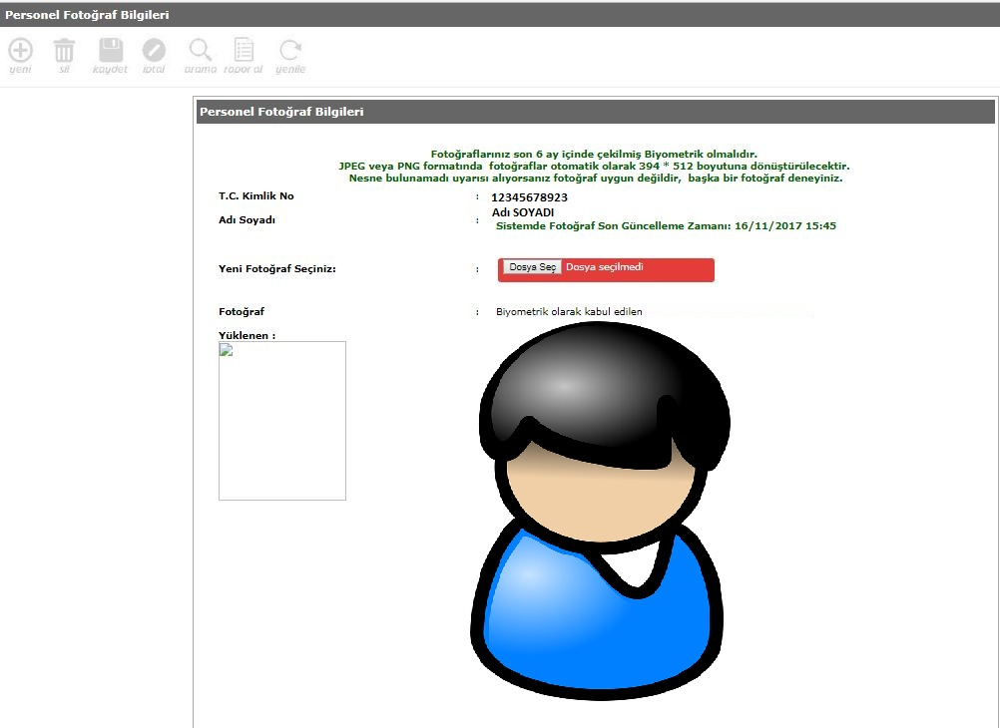 Personel Fotoğraf Bilgileri
yeni sil kaydet iptal arama rapor al yenile
Personel Fotoğraf Bilgileri
Fotoğraflarınız son 6 ay içinde çekilmiş Biyometrik olmalıdır.
JPEG veya PNG formatında fotoğraflar otomatik olarak 394 * 512 boyutuna dönüştürülecektir.
Nesne bulunamadı uyarısı alıyorsanız fotoğraf uygun değildir, başka bir fotoğraf deneyiniz.
T.C. Kimlik No : 12345678923
Adı SOYADI
Adı Soyadı :
Sistemde Fotoğraf Son Güncelleme Zamanı: 16/11/2017 15:45
Yeni Fotoğraf Seçiniz: : Dosya Seç Dosya seçilmedi
Fotoğraf : Biyometrik olarak kabul edilen
Yüklenen :